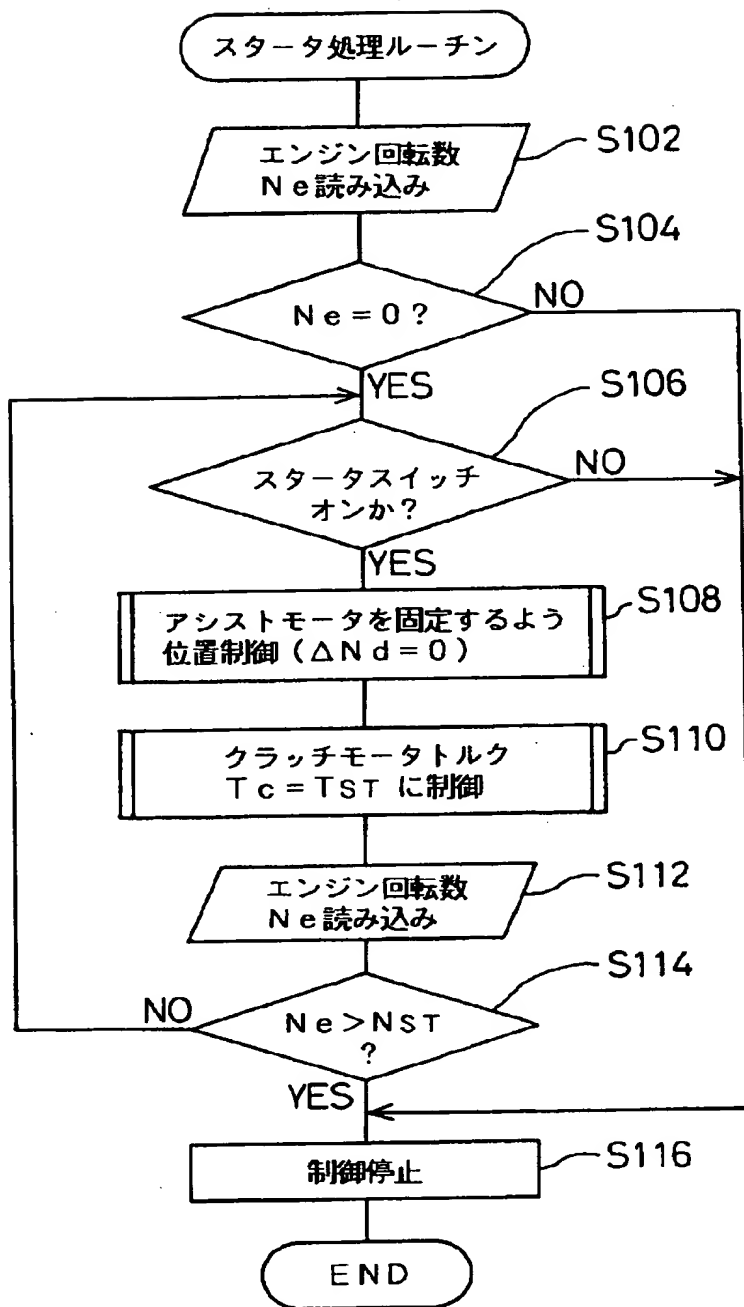 スタータ処理ルーチン
エンジン回転数
Ne読み込み
S102
S104
Ne=0?
NO
YES
S106
スタータスイッチ
オンか?
NO
YES
アシストモータを固定するよう
位置制御(ΔNd=0)
S108
クラッチモータトルク
Tc=TSTに制御
S110
エンジン回転数
Ne読み込み
S112
S114
Ne>NST
?
NO
YES
制御停止
S116
END